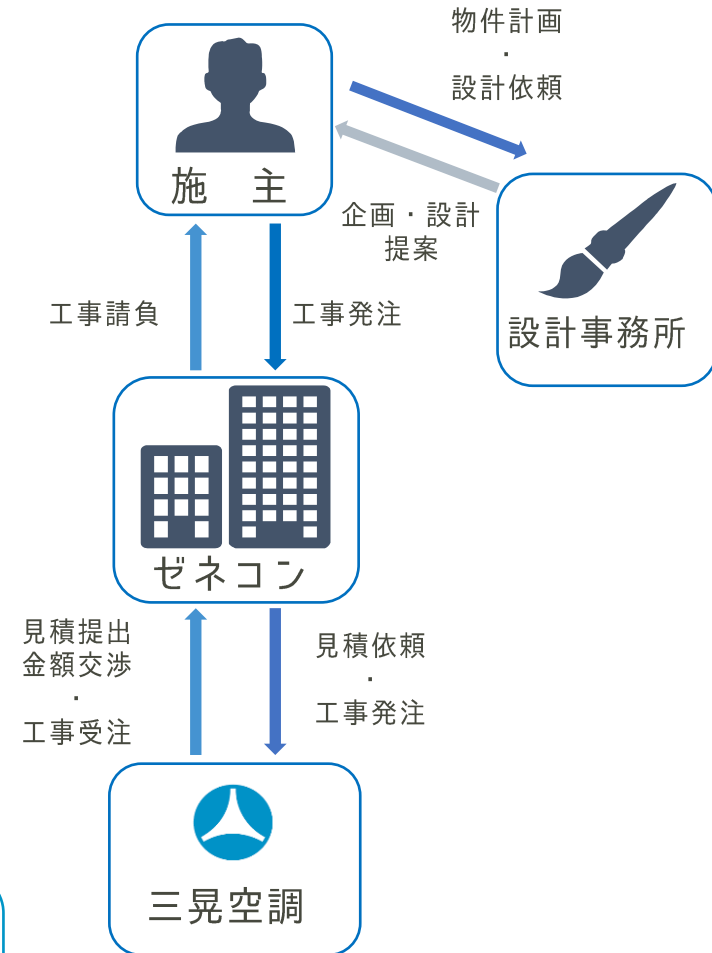 物件計画
・
設計依頼
施　主
企画・設計
提案
設計事務所
工事請負
工事発注
ゼネコン
見積提出
金額交渉
・
工事受注
見積依頼
・
工事発注
三晃空調